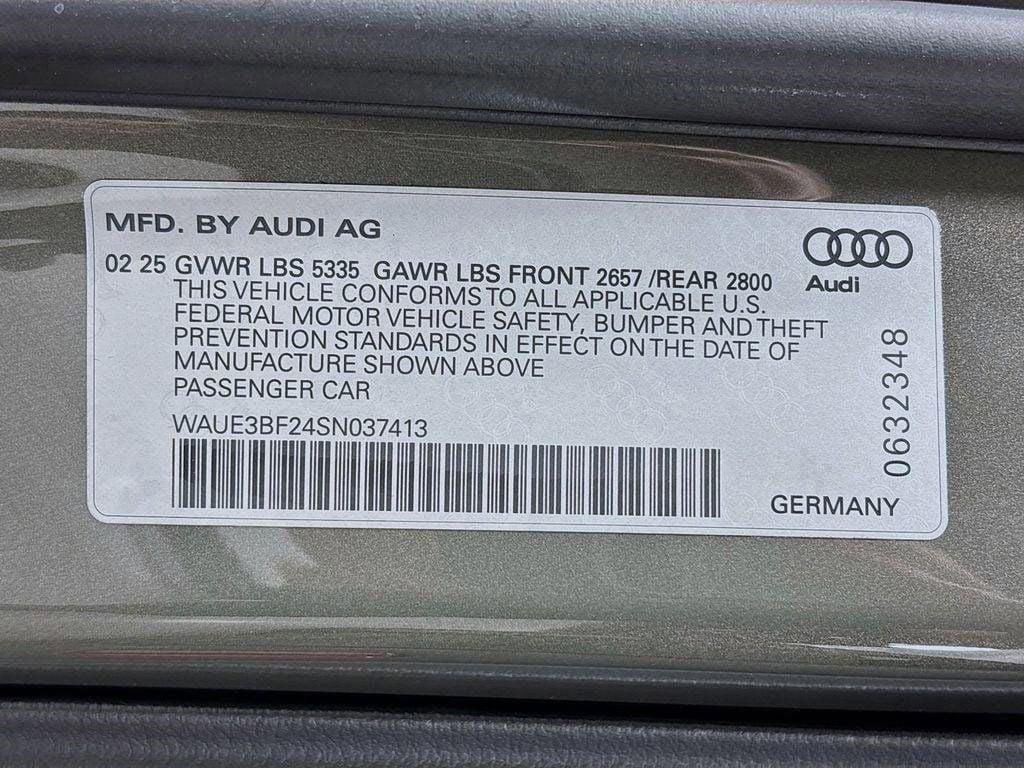 MFD. BY AUDI AG
02 25 GVWR LBS 5335 GAWR LBS FRONT 2657 /REAR 2800
THIS VEHICLE CONFORMS TO ALL APPLICABLE U.S.
FEDERAL MOTOR VEHICLE SAFETY, BUMPER AND THEFT
PREVENTION STANDARDS IN EFFECT ON THE DATE OF
MANUFACTURE SHOWN ABOVE
PASSENGER CAR
WAUE3BF24SN037413
Audi
0632348
GERMANY